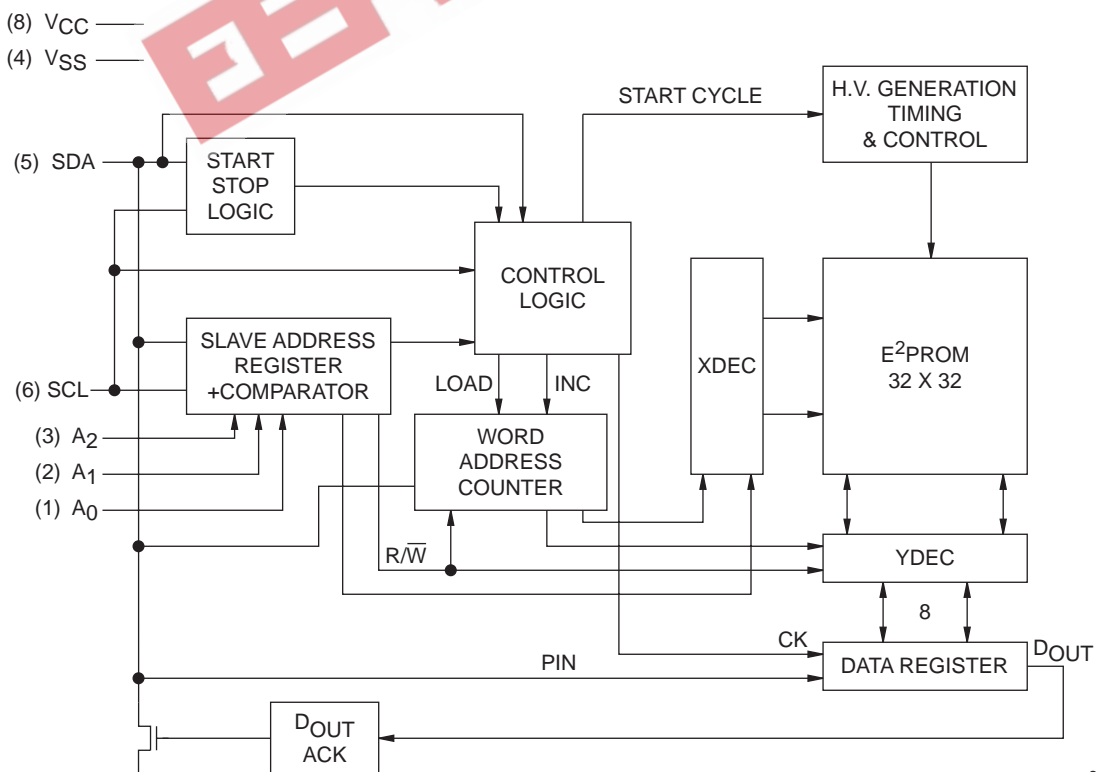 (8) VCC
(4) VSS
START CYCLE
H.V. GENERATION
TIMING
& CONTROL
(5) SDA
START
STOP
LOGIC
CONTROL
LOGIC
XDEC
E²PROM
32 X 32
SLAVE ADDRESS
REGISTER
+COMPARATOR
(6) SCL
LOAD
INC
(3) A2
(2) A1
(1) A0
WORD
ADDRESS
COUNTER
R/W̅
YDEC
8
CK
DOUT
PIN
DATA REGISTER
DOUT
ACK